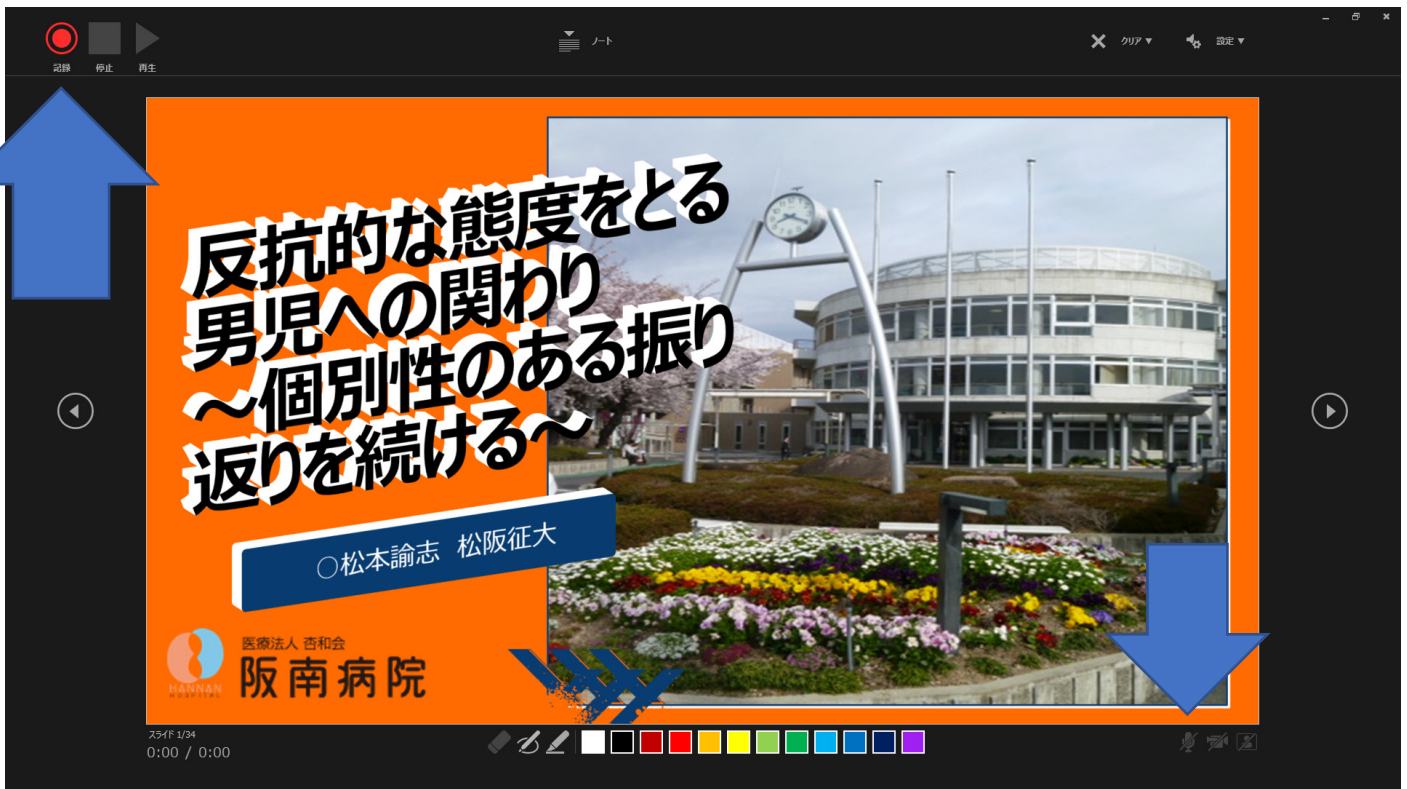 記録 停止 再生
ノート
クリア▼ 設定▼
反抗的な態度をとる
男児への関わり
～個別性のある振り
返りを続ける～
○松本諭志 松阪征大
医療法人 杏和会
阪南病院
HANNAN
HOSPITAL
スライド 1/34
0:00 / 0:00